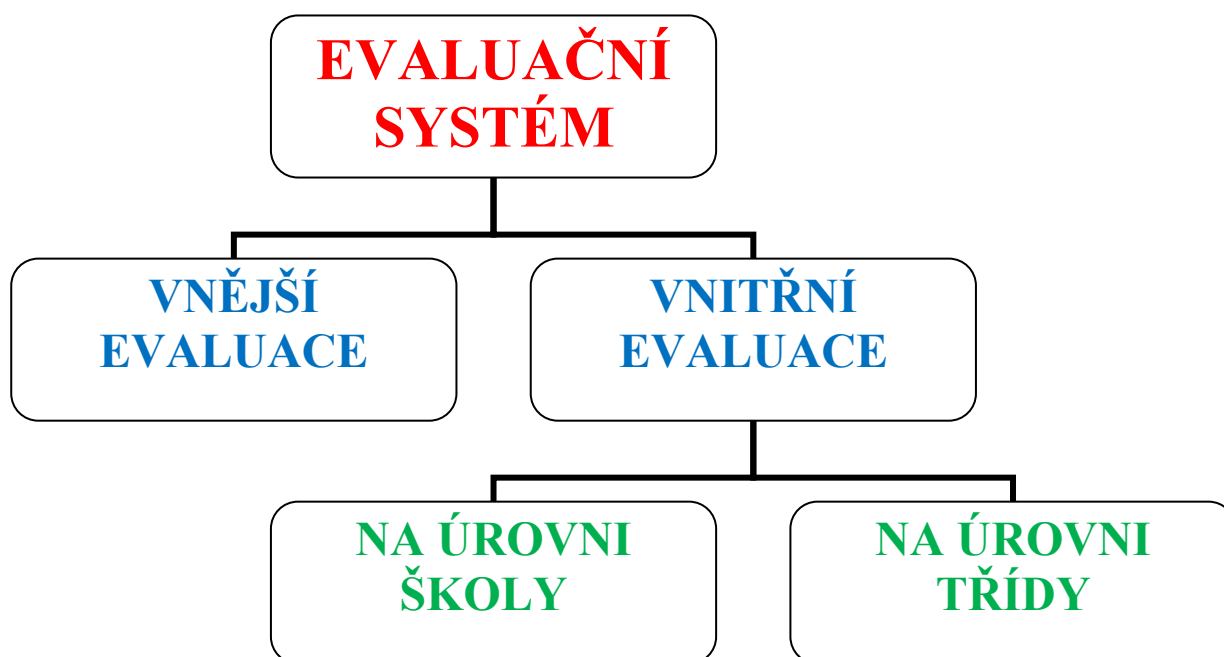 EVALUAČNÍ
SYSTÉM
VNĚJŠÍ
EVALUACE
VNITŘNÍ
EVALUACE
NA ÚROVNI
ŠKOLY
NA ÚROVNI
TŘÍDY